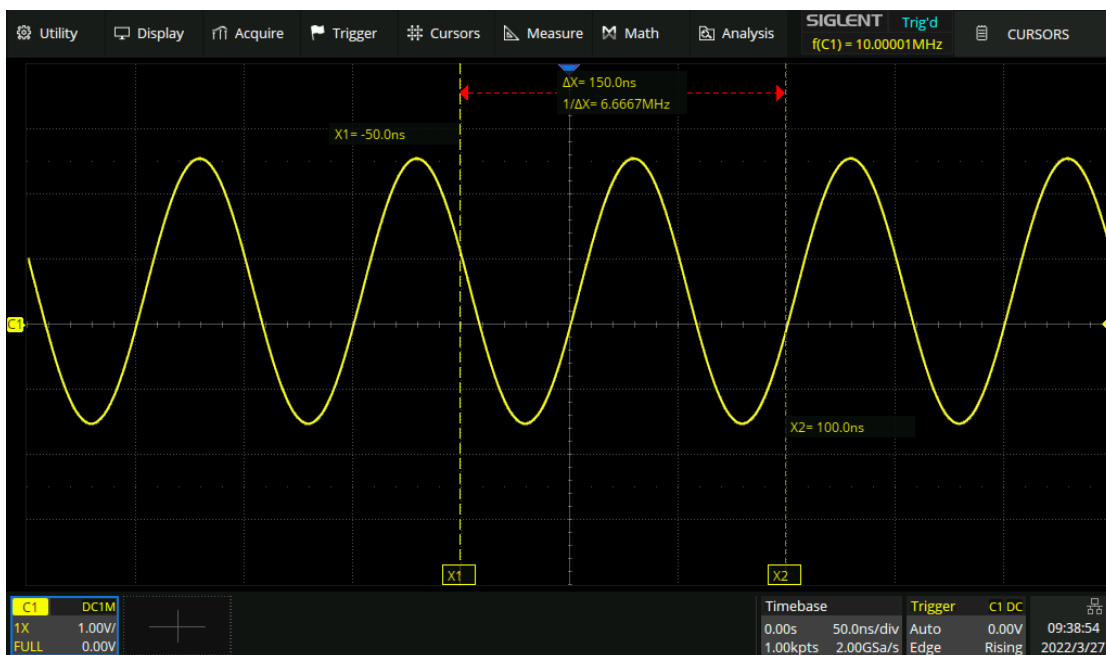 Utility Display Acquire Trigger Cursors Measure Math Analysis SIGLENT Trig'd CURSORS
f(C1) = 10.00001MHz
ΔX= 150.0ns
1/ΔX= 6.6667MHz
X1= -50.0ns
C1
X2= 100.0ns
X1 X2
C1 DC1M Timebase Trigger C1 DC
1X 1.00V/ 0.00s 50.0ns/div Auto 0.00V 09:38:54
FULL 0.00V 1.00kpts 2.00GSa/s Edge Rising 2022/3/27